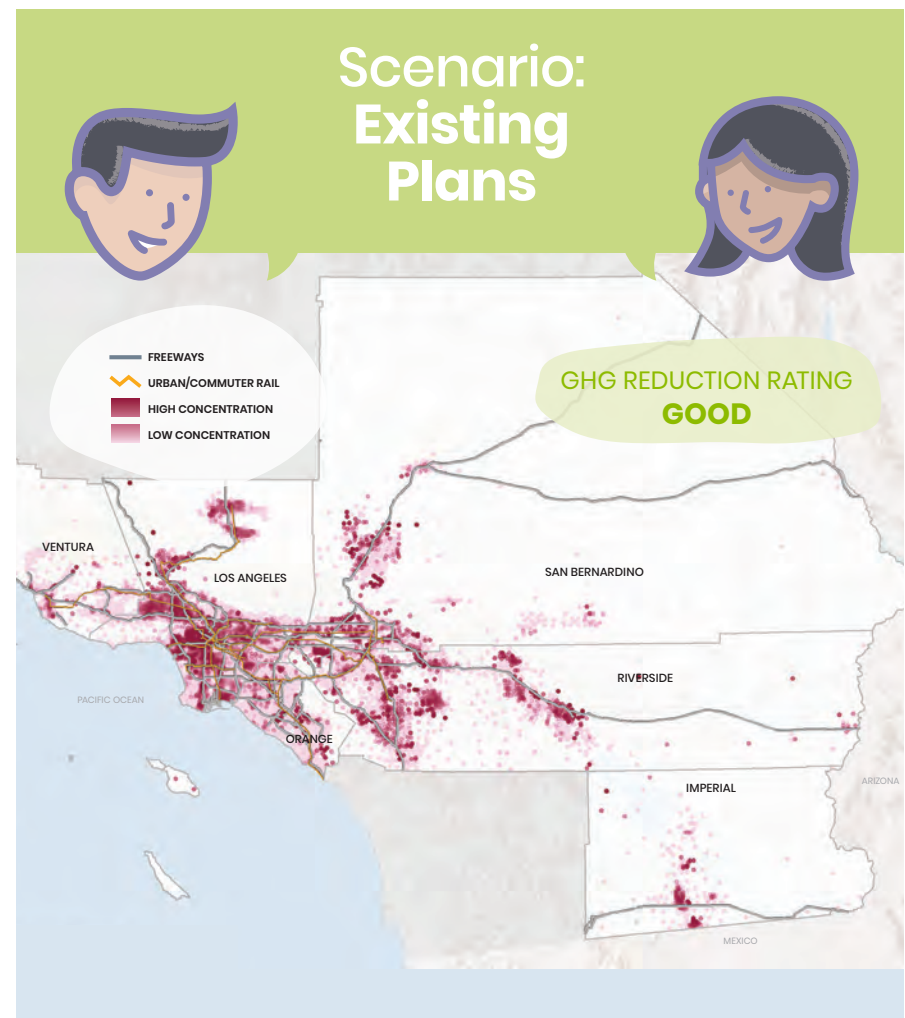 Scenario:
Existing
Plans
FREEWAYS
URBAN/COMMUTER RAIL
HIGH CONCENTRATION
LOW CONCENTRATION
GHG REDUCTION RATING
GOOD
VENTURA
LOS ANGELES
SAN BERNARDINO
PACIFIC OCEAN
RIVERSIDE
ORANGE
IMPERIAL
ARIZONA
MEXICO